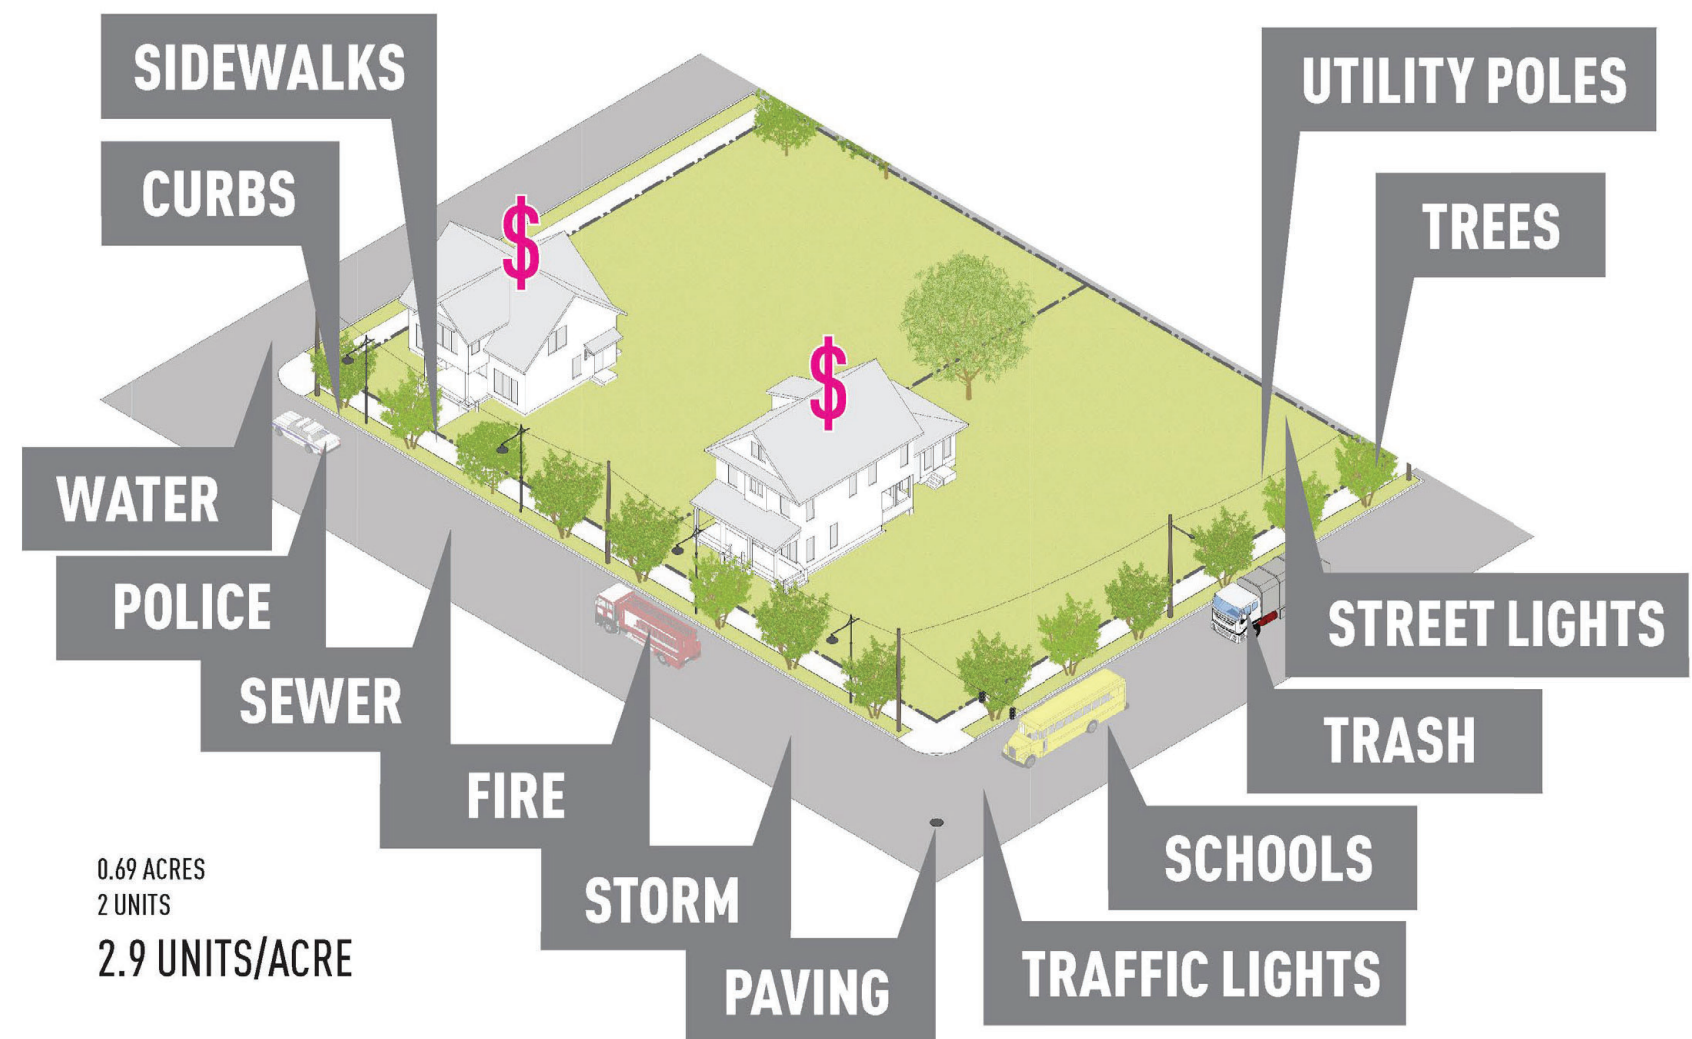 SIDEWALKS
CURBS
WATER
POLICE
SEWER
FIRE
STORM
PAVING
UTILITY POLES
TREES
STREET LIGHTS
TRASH
SCHOOLS
TRAFFIC LIGHTS
$
$
0.69 ACRES
2 UNITS
2.9 UNITS/ACRE